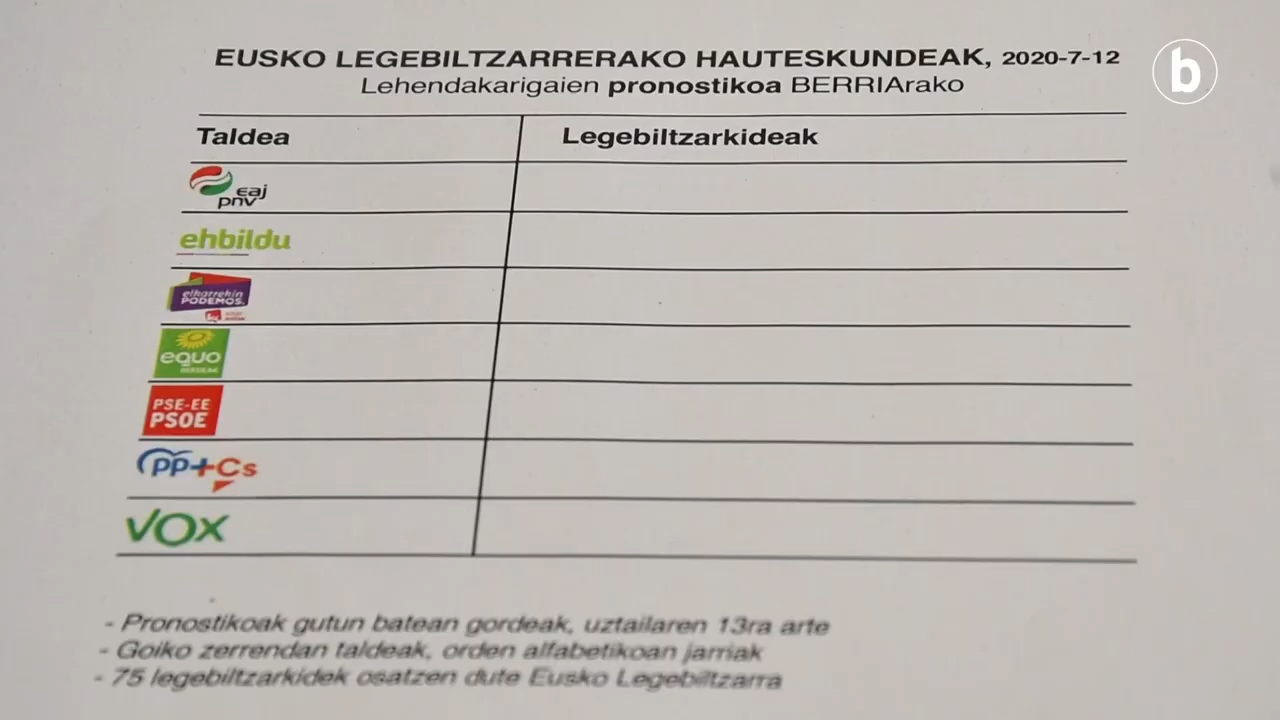 EUSKO LEGEBILTZARRERAKO HAUTESKUNDEAK, 2020-7-12
b
Lehendakarigaien pronostikoa BERRIArako
Taldea Legebiltzarkideak
eaj
pnv
ehbildu
elkarrekin
PODEMOS.
equo
PSE-EE
PSOE
pp+Cs
VOX
- Pronostikoak gutun batean gordeak, uztailaren 13ra arte
- Goiko zerrendan taldeak, orden alfabetikoan jarriak
- 75 legebiltzarkidek osatzen dute Eusko Legebiltzarra